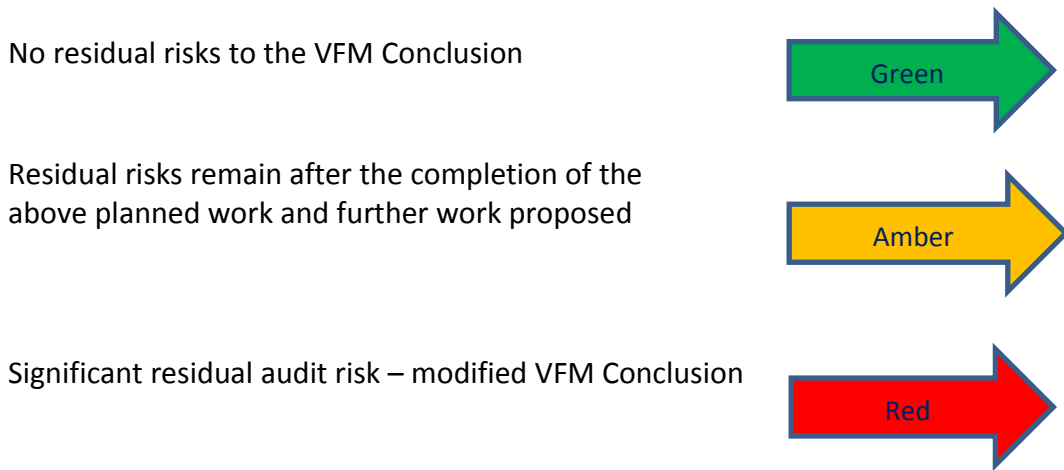 No residual risks to the VFM Conclusion
Green
Residual risks remain after the completion of the
above planned work and further work proposed
Amber
Significant residual audit risk – modified VFM Conclusion
Red